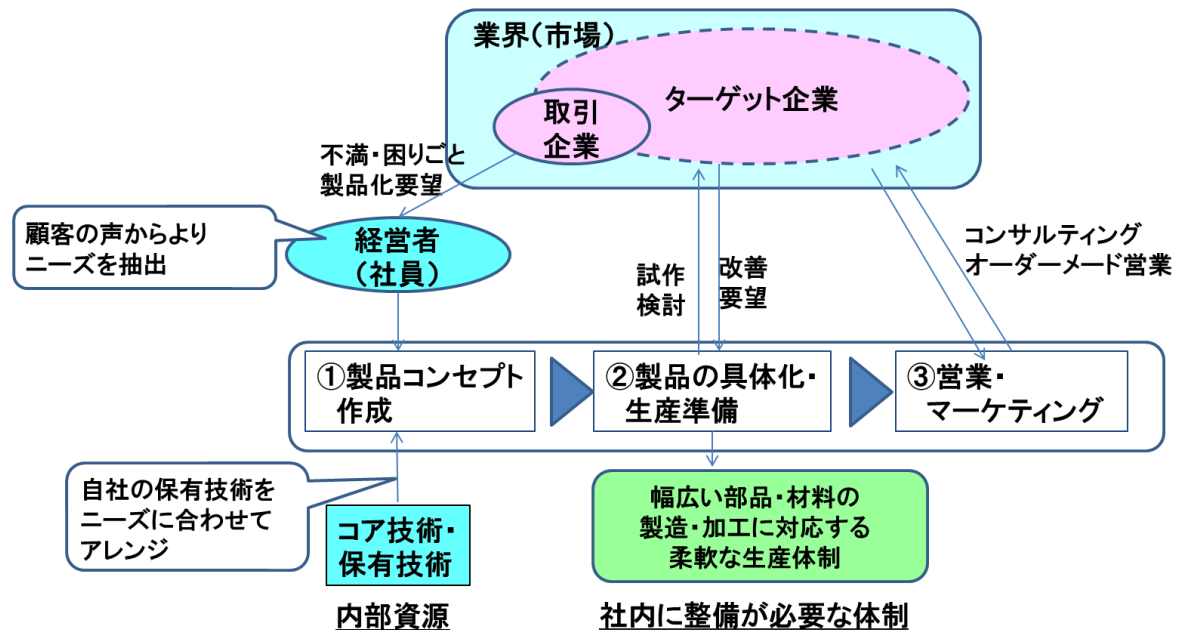 業界(市場)
ターゲット企業
取引
企業
不満・困りごと
製品化要望
顧客の声からより
ニーズを抽出
経営者
(社員)
試作
検討
改善
要望
コンサルティング
オーダーメード営業
①製品コンセプト
作成
②製品の具体化・
生産準備
③営業・
マーケティング
自社の保有技術を
ニーズに合わせて
アレンジ
コア技術・
保有技術
幅広い部品・材料の
製造・加工に対応する
柔軟な生産体制
内部資源
社内に整備が必要な体制